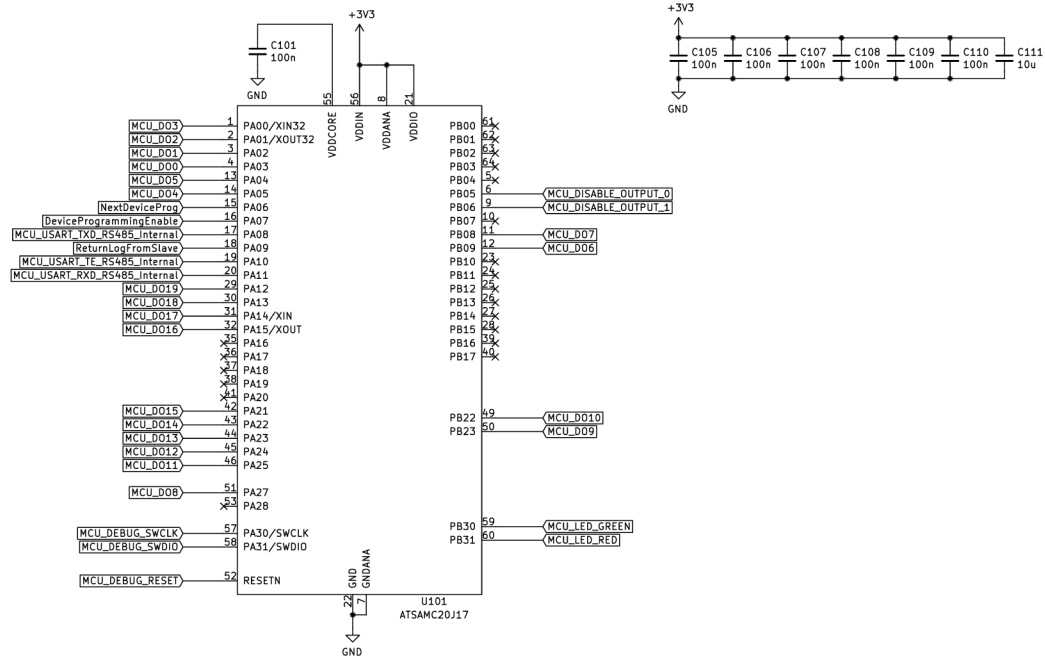 +3V3
+3V3
C101
100n
GND
C105
100n
C106
100n
C107
100n
C108
100n
C109
100n
C110
100n
C111
10u
GND
55
56
8
21
VDDCORE
VDDIN
VDDANA
VDDIO
MCU_DO3 1 PA00/XIN32
MCU_DO2 2 PA01/XOUT32
MCU_DO1 3 PA02
MCU_DO0 4 PA03
MCU_DO5 13 PA04
MCU_DO4 14 PA05
NextDeviceProg 15 PA06
DeviceProgrammingEnable 16 PA07
MCU_USART_TXD_RS485_Internal 17 PA08
ReturnLogFromSlave 18 PA09
MCU_USART_TE_RS485_Internal 19 PA10
MCU_USART_RXD_RS485_Internal 20 PA11
MCU_DO19 29 PA12
MCU_DO18 30 PA13
MCU_DO17 31 PA14/XIN
MCU_DO16 32 PA15/XOUT
35 PA16
36 PA17
37 PA18
38 PA19
41 PA20
MCU_DO15 42 PA21
MCU_DO14 43 PA22
MCU_DO13 44 PA23
MCU_DO12 45 PA24
MCU_DO11 46 PA25
MCU_DO8 51 PA27
53 PA28
MCU_DEBUG_SWCLK 57 PA30/SWCLK
MCU_DEBUG_SWDIO 58 PA31/SWDIO
MCU_DEBUG_RESET 52 RESETN
PB00 61
PB01 62
PB02 63
PB03 64
PB04 5
PB05 6 MCU_DISABLE_OUTPUT_0
PB06 9 MCU_DISABLE_OUTPUT_1
PB07 10
PB08 11 MCU_DO7
PB09 12 MCU_DO6
PB10 23
PB11 24
PB12 25
PB13 26
PB14 27
PB15 28
PB16 39
PB17 40
PB22 49 MCU_DO10
PB23 50 MCU_DO9
PB30 59 MCU_LED_GREEN
PB31 60 MCU_LED_RED
GND
GNDANA
22
7
U101
ATSAMC20J17
GND